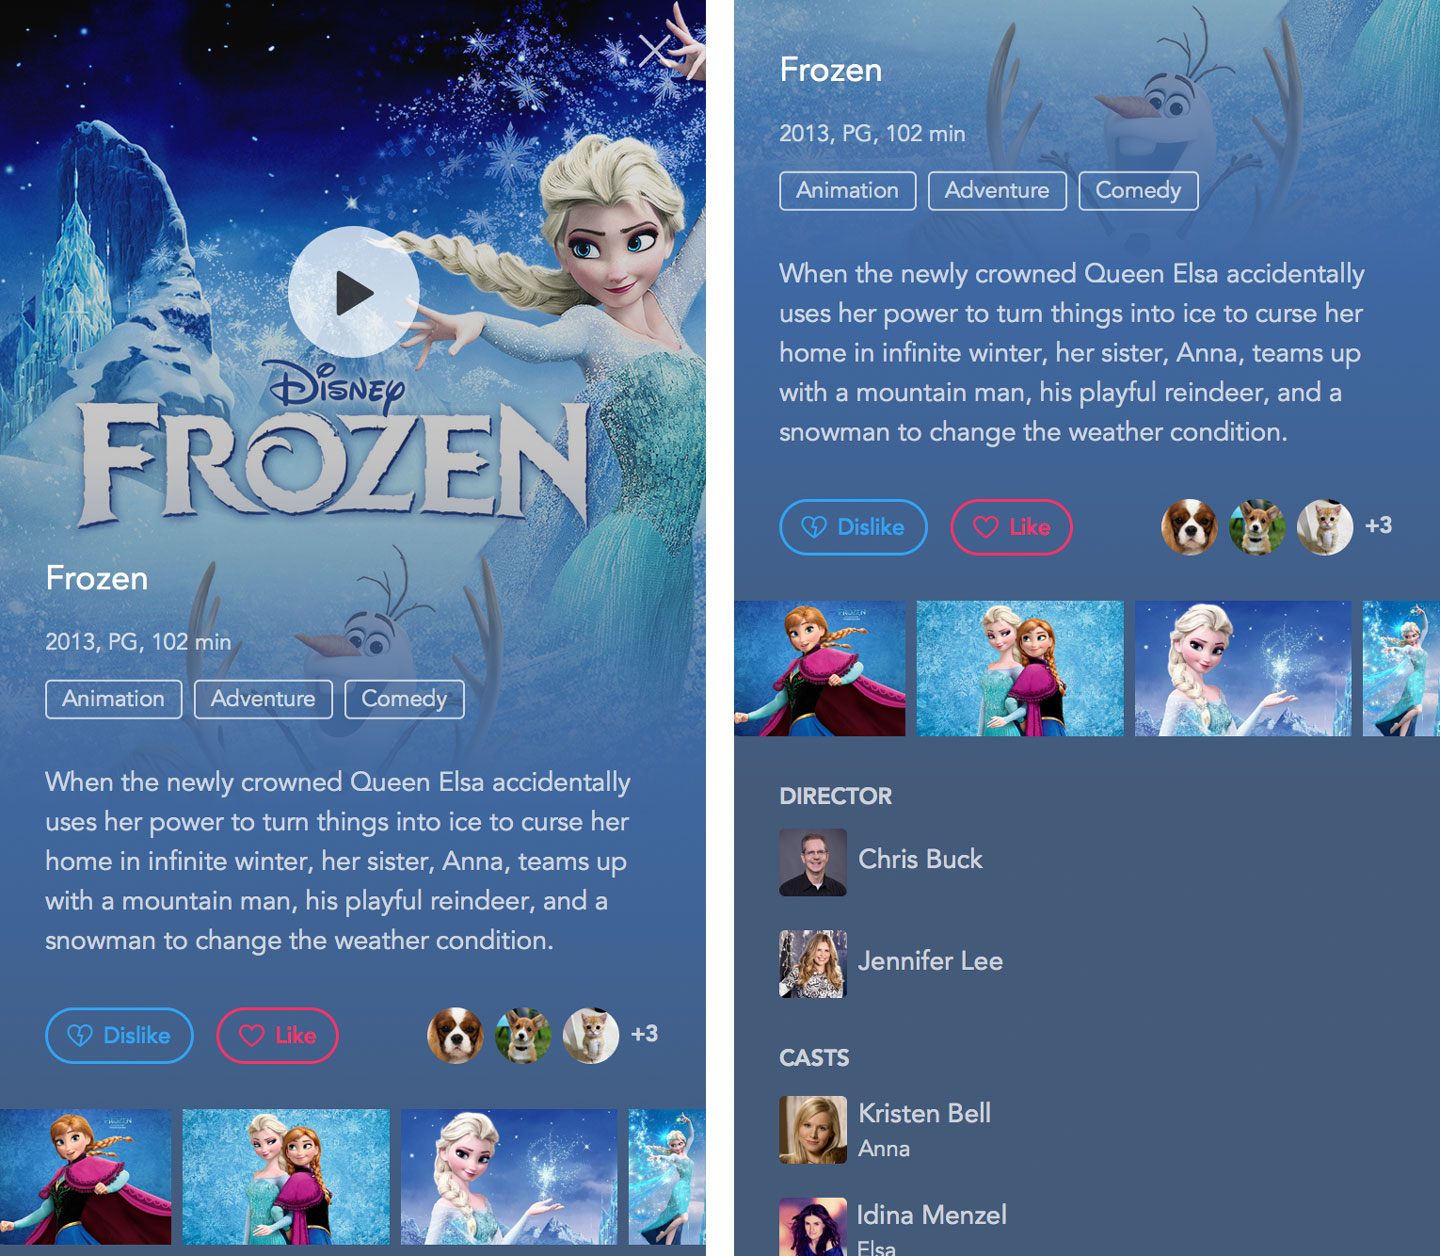 DISNEY
FROZEN
Frozen
2013, PG, 102 min
Animation
Adventure
Comedy
When the newly crowned Queen Elsa accidentally
uses her power to turn things into ice to curse her
home in infinite winter, her sister, Anna, teams up
with a mountain man, his playful reindeer, and a
snowman to change the weather condition.
Dislike
Like
+3
FROZEN
Frozen
2013, PG, 102 min
Animation
Adventure
Comedy
When the newly crowned Queen Elsa accidentally
uses her power to turn things into ice to curse her
home in infinite winter, her sister, Anna, teams up
with a mountain man, his playful reindeer, and a
snowman to change the weather condition.
Dislike
Like
+3
FROZEN
DIRECTOR
Chris Buck
Jennifer Lee
CASTS
Kristen Bell
Anna
Idina Menzel
Elsa